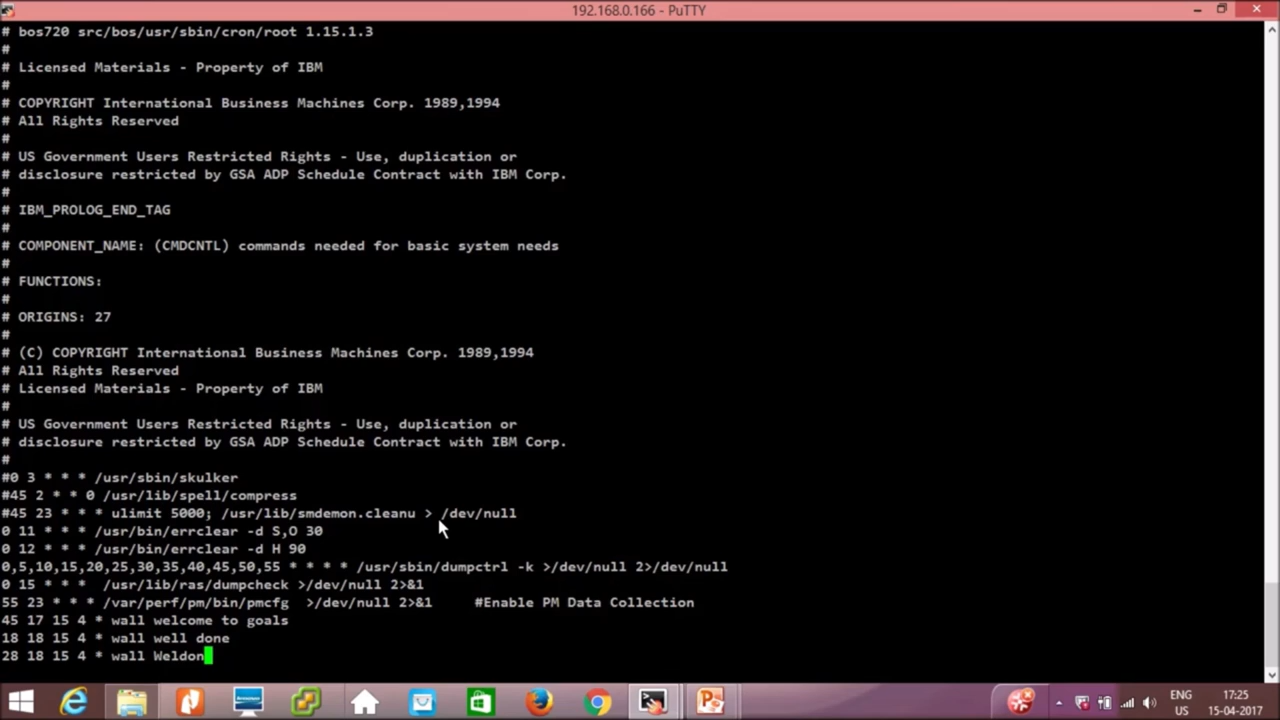 192.168.0.166 - PuTTY
# bos720 src/bos/usr/sbin/cron/root 1.15.1.3
#
# Licensed Materials - Property of IBM
#
# COPYRIGHT International Business Machines Corp. 1989,1994
# All Rights Reserved
#
# US Government Users Restricted Rights - Use, duplication or
# disclosure restricted by GSA ADP Schedule Contract with IBM Corp.
#
# IBM_PROLOG_END_TAG
#
# COMPONENT_NAME: (CMDCNTL) commands needed for basic system needs
#
# FUNCTIONS:
#
# ORIGINS: 27
#
# (C) COPYRIGHT International Business Machines Corp. 1989,1994
# All Rights Reserved
# Licensed Materials - Property of IBM
#
# US Government Users Restricted Rights - Use, duplication or
# disclosure restricted by GSA ADP Schedule Contract with IBM Corp.
#
#0 3 * * * /usr/sbin/skulker
#45 2 * * 0 /usr/lib/spell/compress
#45 23 * * * ulimit 5000; /usr/lib/smdemon.cleanu > /dev/null
0 11 * * * /usr/bin/errclear -d S,O 30
0 12 * * * /usr/bin/errclear -d H 90
0,5,10,15,20,25,30,35,40,45,50,55 * * * * /usr/sbin/dumpctrl -k >/dev/null 2>/dev/null
0 15 * * *  /usr/lib/ras/dumpcheck >/dev/null 2>&1
55 23 * * * /var/perf/pm/bin/pmcfg  >/dev/null 2>&1     #Enable PM Data Collection
45 17 15 4 * wall welcome to goals
18 18 15 4 * wall well done
28 18 15 4 * wall Weldon
ENG 17:25
US 15-04-2017